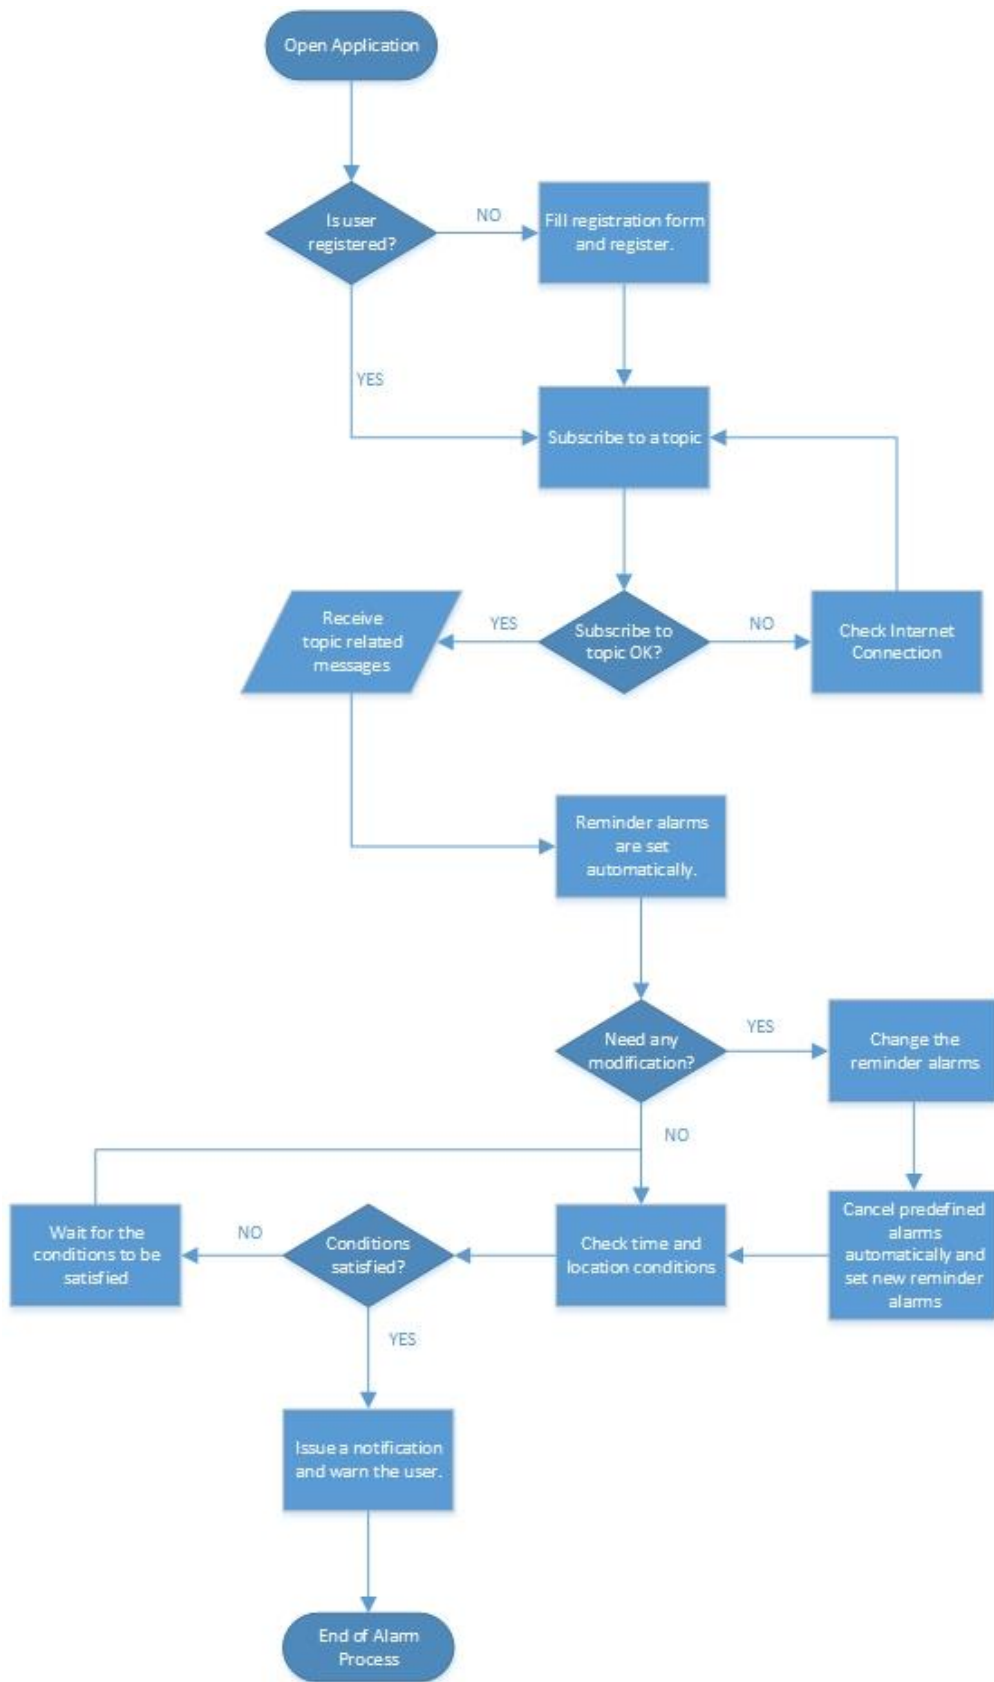 Open Application
Is user
registered?
NO
Fill registration form
and register.
YES
Subscribe to a topic
Receive
topic related
messages
YES
Subscribe to
topic OK?
NO
Check Internet
Connection
Reminder alarms
are set
automatically.
Need any
modification?
YES
Change the
reminder alarms
NO
Wait for the
conditions to be
satisfied
NO
Conditions
satisfied?
Check time and
location conditions
Cancel predefined
alarms
automatically and
set new reminder
alarms
YES
Issue a notification
and warn the user.
End of Alarm
Process